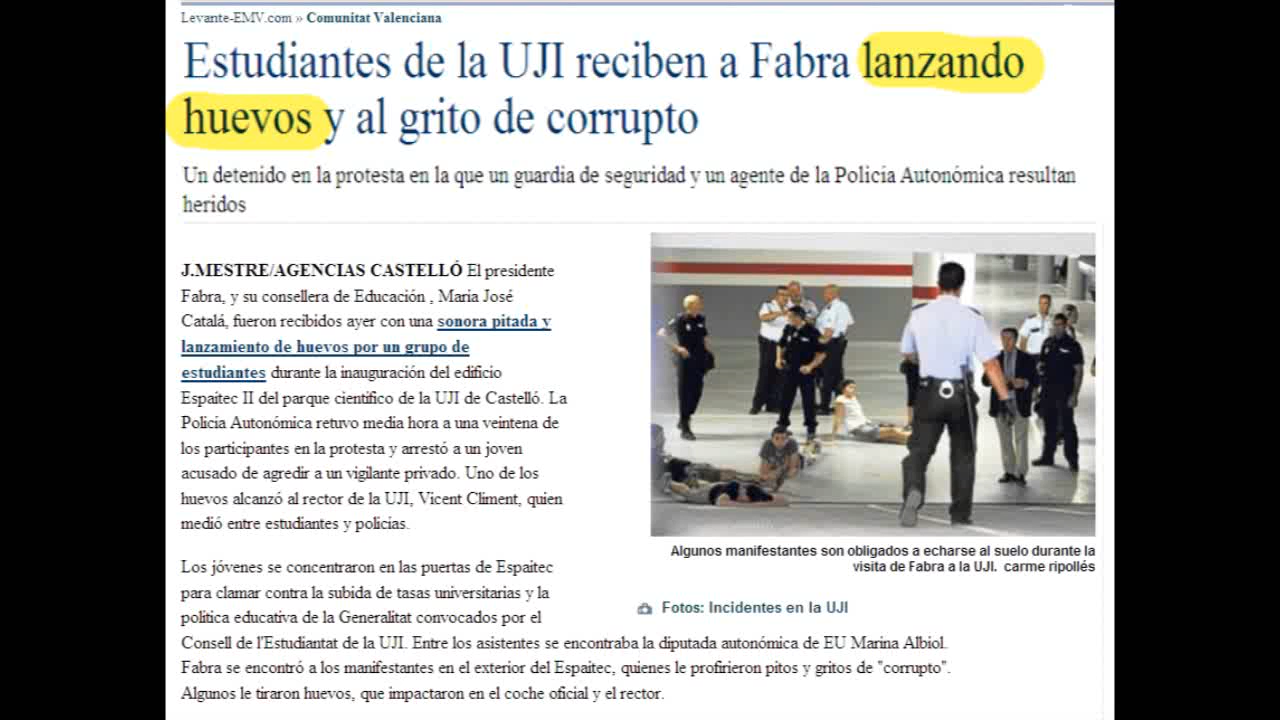 Levante-EMV.com » Comunitat Valenciana
Estudiantes de la UJI reciben a Fabra lanzando
huevos y al grito de corrupto
Un detenido en la protesta en la que un guardia de seguridad y un agente de la Policía Autonómica resultan
heridos
J.MESTRE/AGENCIAS CASTELLÓ El presidente
Fabra, y su consellera de Educación , Maria José
Catalá, fueron recibidos ayer con una sonora pitada y
lanzamiento de huevos por un grupo de
estudiantes durante la inauguración del edificio
Espaitec II del parque científico de la UJI de Castelló. La
Policía Autonómica retuvo media hora a una veintena de
los participantes en la protesta y arrestó a un joven
acusado de agredir a un vigilante privado. Uno de los
huevos alcanzó al rector de la UJI, Vicent Climent, quien
medió entre estudiantes y policías.
Algunos manifestantes son obligados a echarse al suelo durante la
visita de Fabra a la UJI. carme ripollés
Fotos: Incidentes en la UJI
Los jóvenes se concentraron en las puertas de Espaitec
para clamar contra la subida de tasas universitarias y la
política educativa de la Generalitat convocados por el
Consell de l'Estudiantat de la UJI. Entre los asistentes se encontraba la diputada autonómica de EU Marina Albiol.
Fabra se encontró a los manifestantes en el exterior del Espaitec, quienes le profirieron pitos y gritos de "corrupto".
Algunos le tiraron huevos, que impactaron en el coche oficial y el rector.